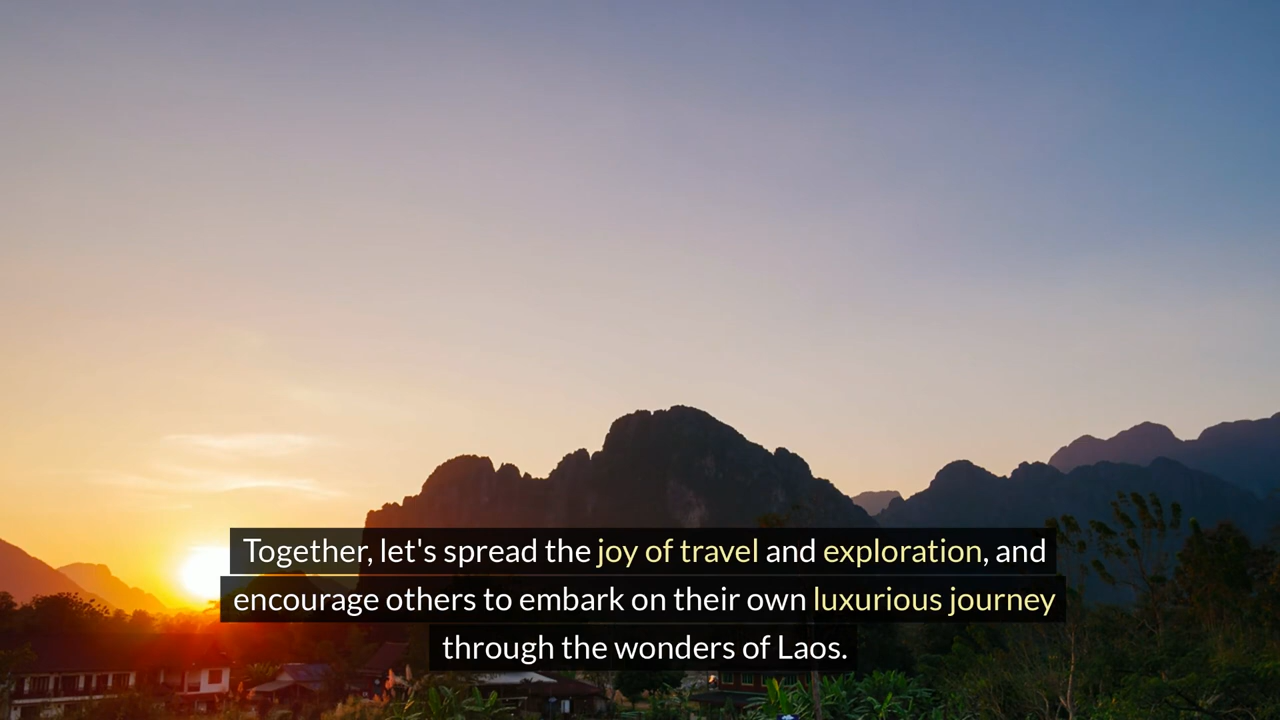 Together, let's spread the joy of travel and exploration, and
encourage others to embark on their own luxurious journey
through the wonders of Laos.